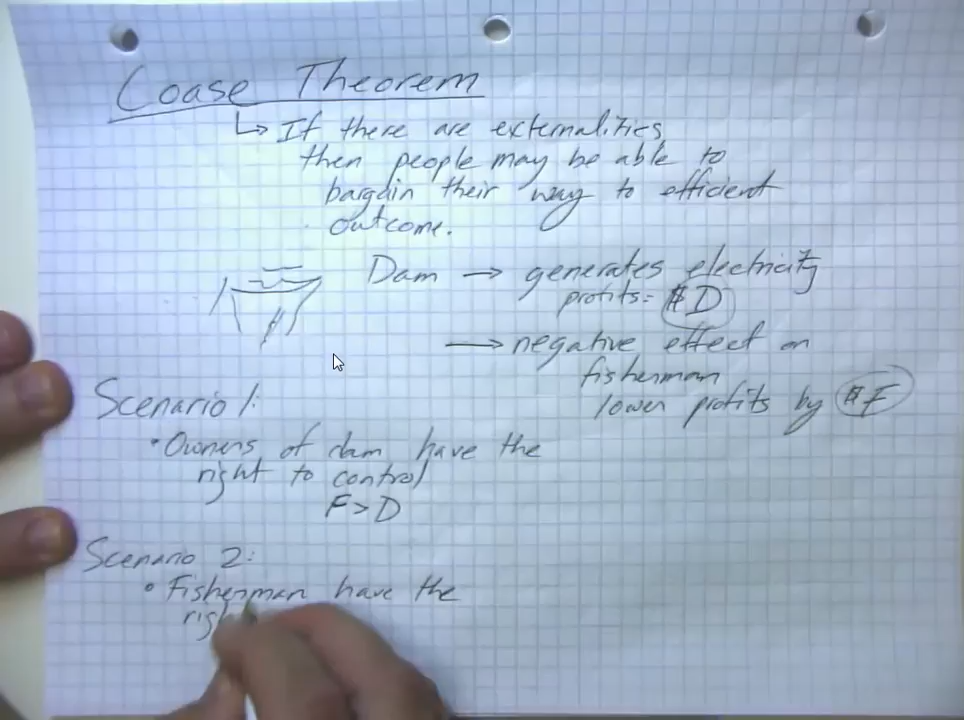 Coase Theorem
↳ If there are externalities
then people may be able to
bargain their way to efficient
outcome.
Dam → generates electricity
profits= $D
→ negative effect on
fisherman
lower profits by $F
Scenario 1:
• Owners of dam have the
right to control
F > D
Scenario 2:
• Fisherman have the
righ